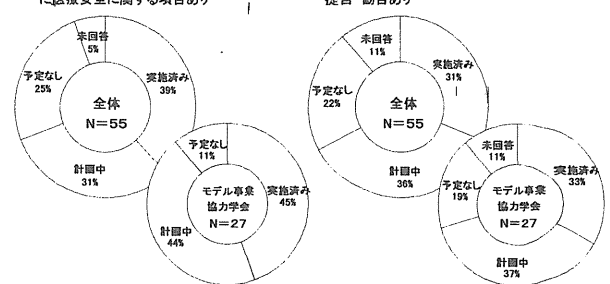 に医療安全に関する項目あり
提言・勧告あり
未回答
5%
予定なし
25%
実施済み
39%
全体
N=55
計画中
31%
予定なし
11%
実施済み
45%
モデル事業
協力学会
N=27
計画中
44%
未回答
11%
予定なし
22%
実施済み
31%
全体
N=55
計画中
36%
未回答
11%
予定なし
19%
実施済み
33%
モデル事業
協力学会
N=27
計画中
37%